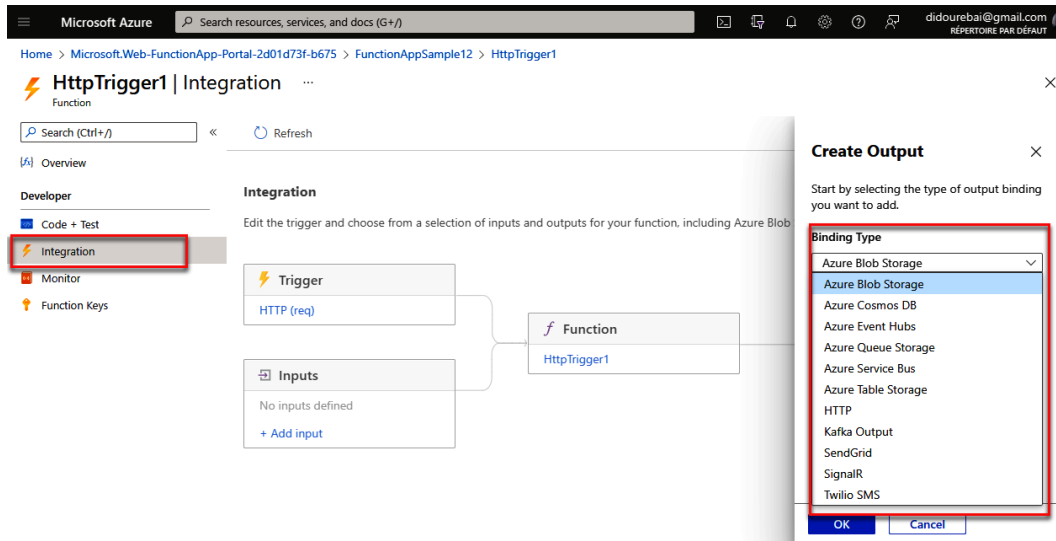 Microsoft Azure
Search resources, services, and docs (G+/)
didourebai@gmail.com
RÉPERTOIRE PAR DÉFAUT
Home > Microsoft.Web-FunctionApp-Portal-2d01d73f-b675 > FunctionAppSample12 > HttpTrigger1
HttpTrigger1 | Integration ...
Function
Search (Ctrl+/)
«
Refresh
Overview
Developer
Code + Test
Integration
Monitor
Function Keys
Integration
Edit the trigger and choose from a selection of inputs and outputs for your function, including Azure Blob
Trigger
HTTP (req)
Inputs
No inputs defined
+ Add input
Function
HttpTrigger1
Create Output
Start by selecting the type of output binding
you want to add.
Binding Type
Azure Blob Storage
Azure Blob Storage
Azure Cosmos DB
Azure Event Hubs
Azure Queue Storage
Azure Service Bus
Azure Table Storage
HTTP
Kafka Output
SendGrid
SignalR
Twilio SMS
OK
Cancel